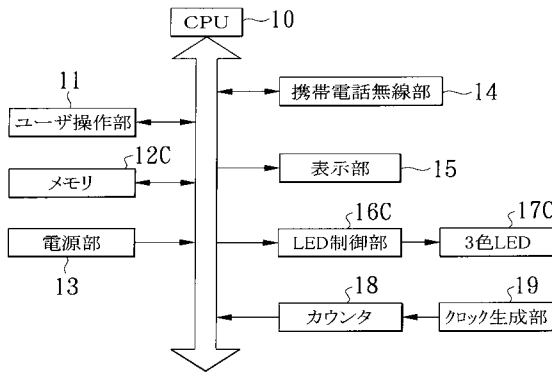 CPU
10
11
ユーザ操作部
携帯電話無線部
14
12C
メモリ
表示部
15
電源部
13
16C
LED制御部
17C
3色LED
18
カウンタ
19
クロック生成部